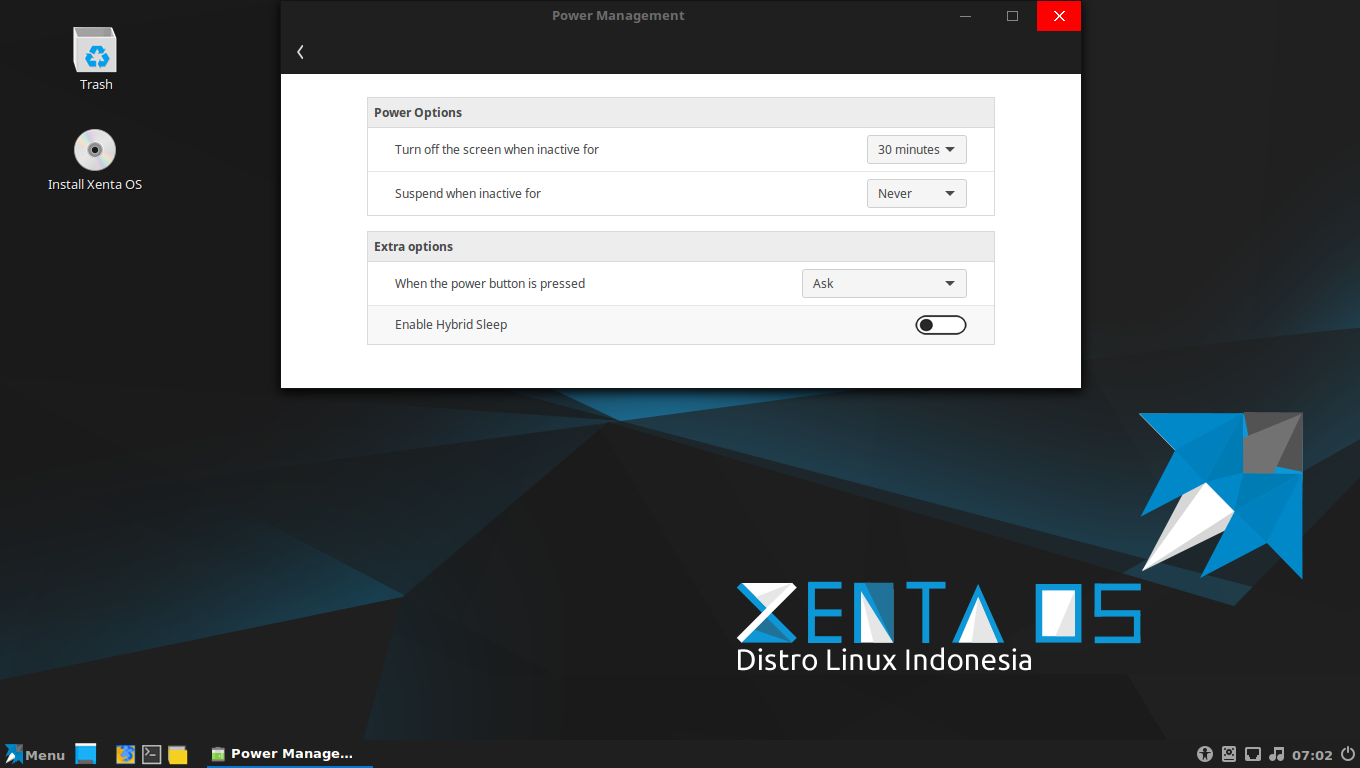 Power Management
Trash
Install Xenta OS
Power Options
Turn off the screen when inactive for
30 minutes
Suspend when inactive for
Never
Extra options
When the power button is pressed
Ask
Enable Hybrid Sleep
XENTA OS
Distro Linux Indonesia
Menu
Power Manage...
07:02